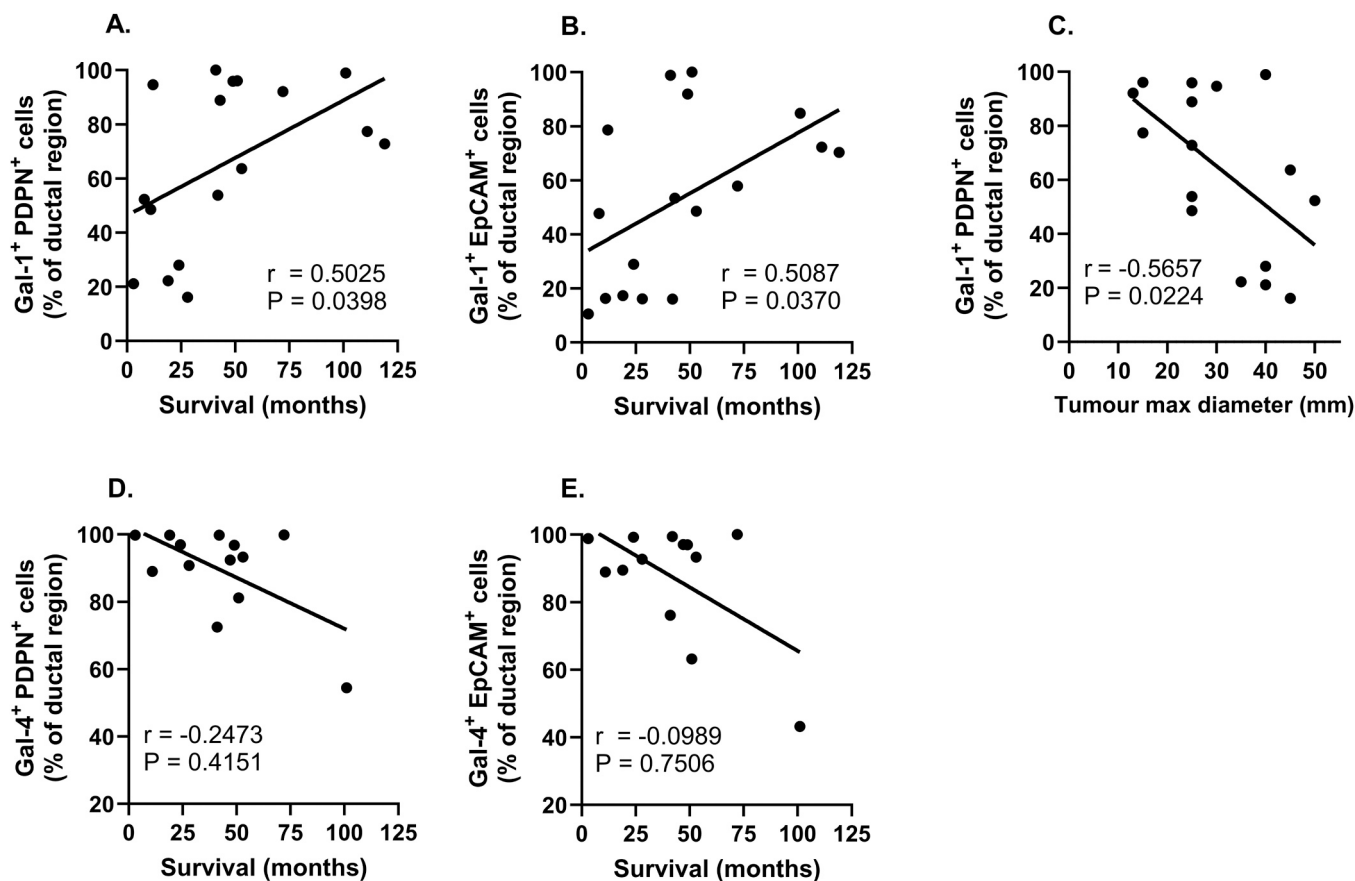 A.
Gal-1⁺ PDPN⁺ cells
(% of ductal region)
100
80
60
40
20
0
r = 0.5025
P = 0.0398
0 25 50 75 100 125
Survival (months)
B.
Gal-1⁺ EpCAM⁺ cells
(% of ductal region)
100
80
60
40
20
0
r = 0.5087
P = 0.0370
0 25 50 75 100 125
Survival (months)
C.
Gal-1⁺ PDPN⁺ cells
(% of ductal region)
100
80
60
40
20
0
r = -0.5657
P = 0.0224
0 10 20 30 40 50
Tumour max diameter (mm)
D.
Gal-4⁺ PDPN⁺ cells
(% of ductal region)
100
80
60
40
20
r = -0.2473
P = 0.4151
0 25 50 75 100 125
Survival (months)
E.
Gal-4⁺ EpCAM⁺ cells
(% of ductal region)
100
80
60
40
20
r = -0.0989
P = 0.7506
0 25 50 75 100 125
Survival (months)